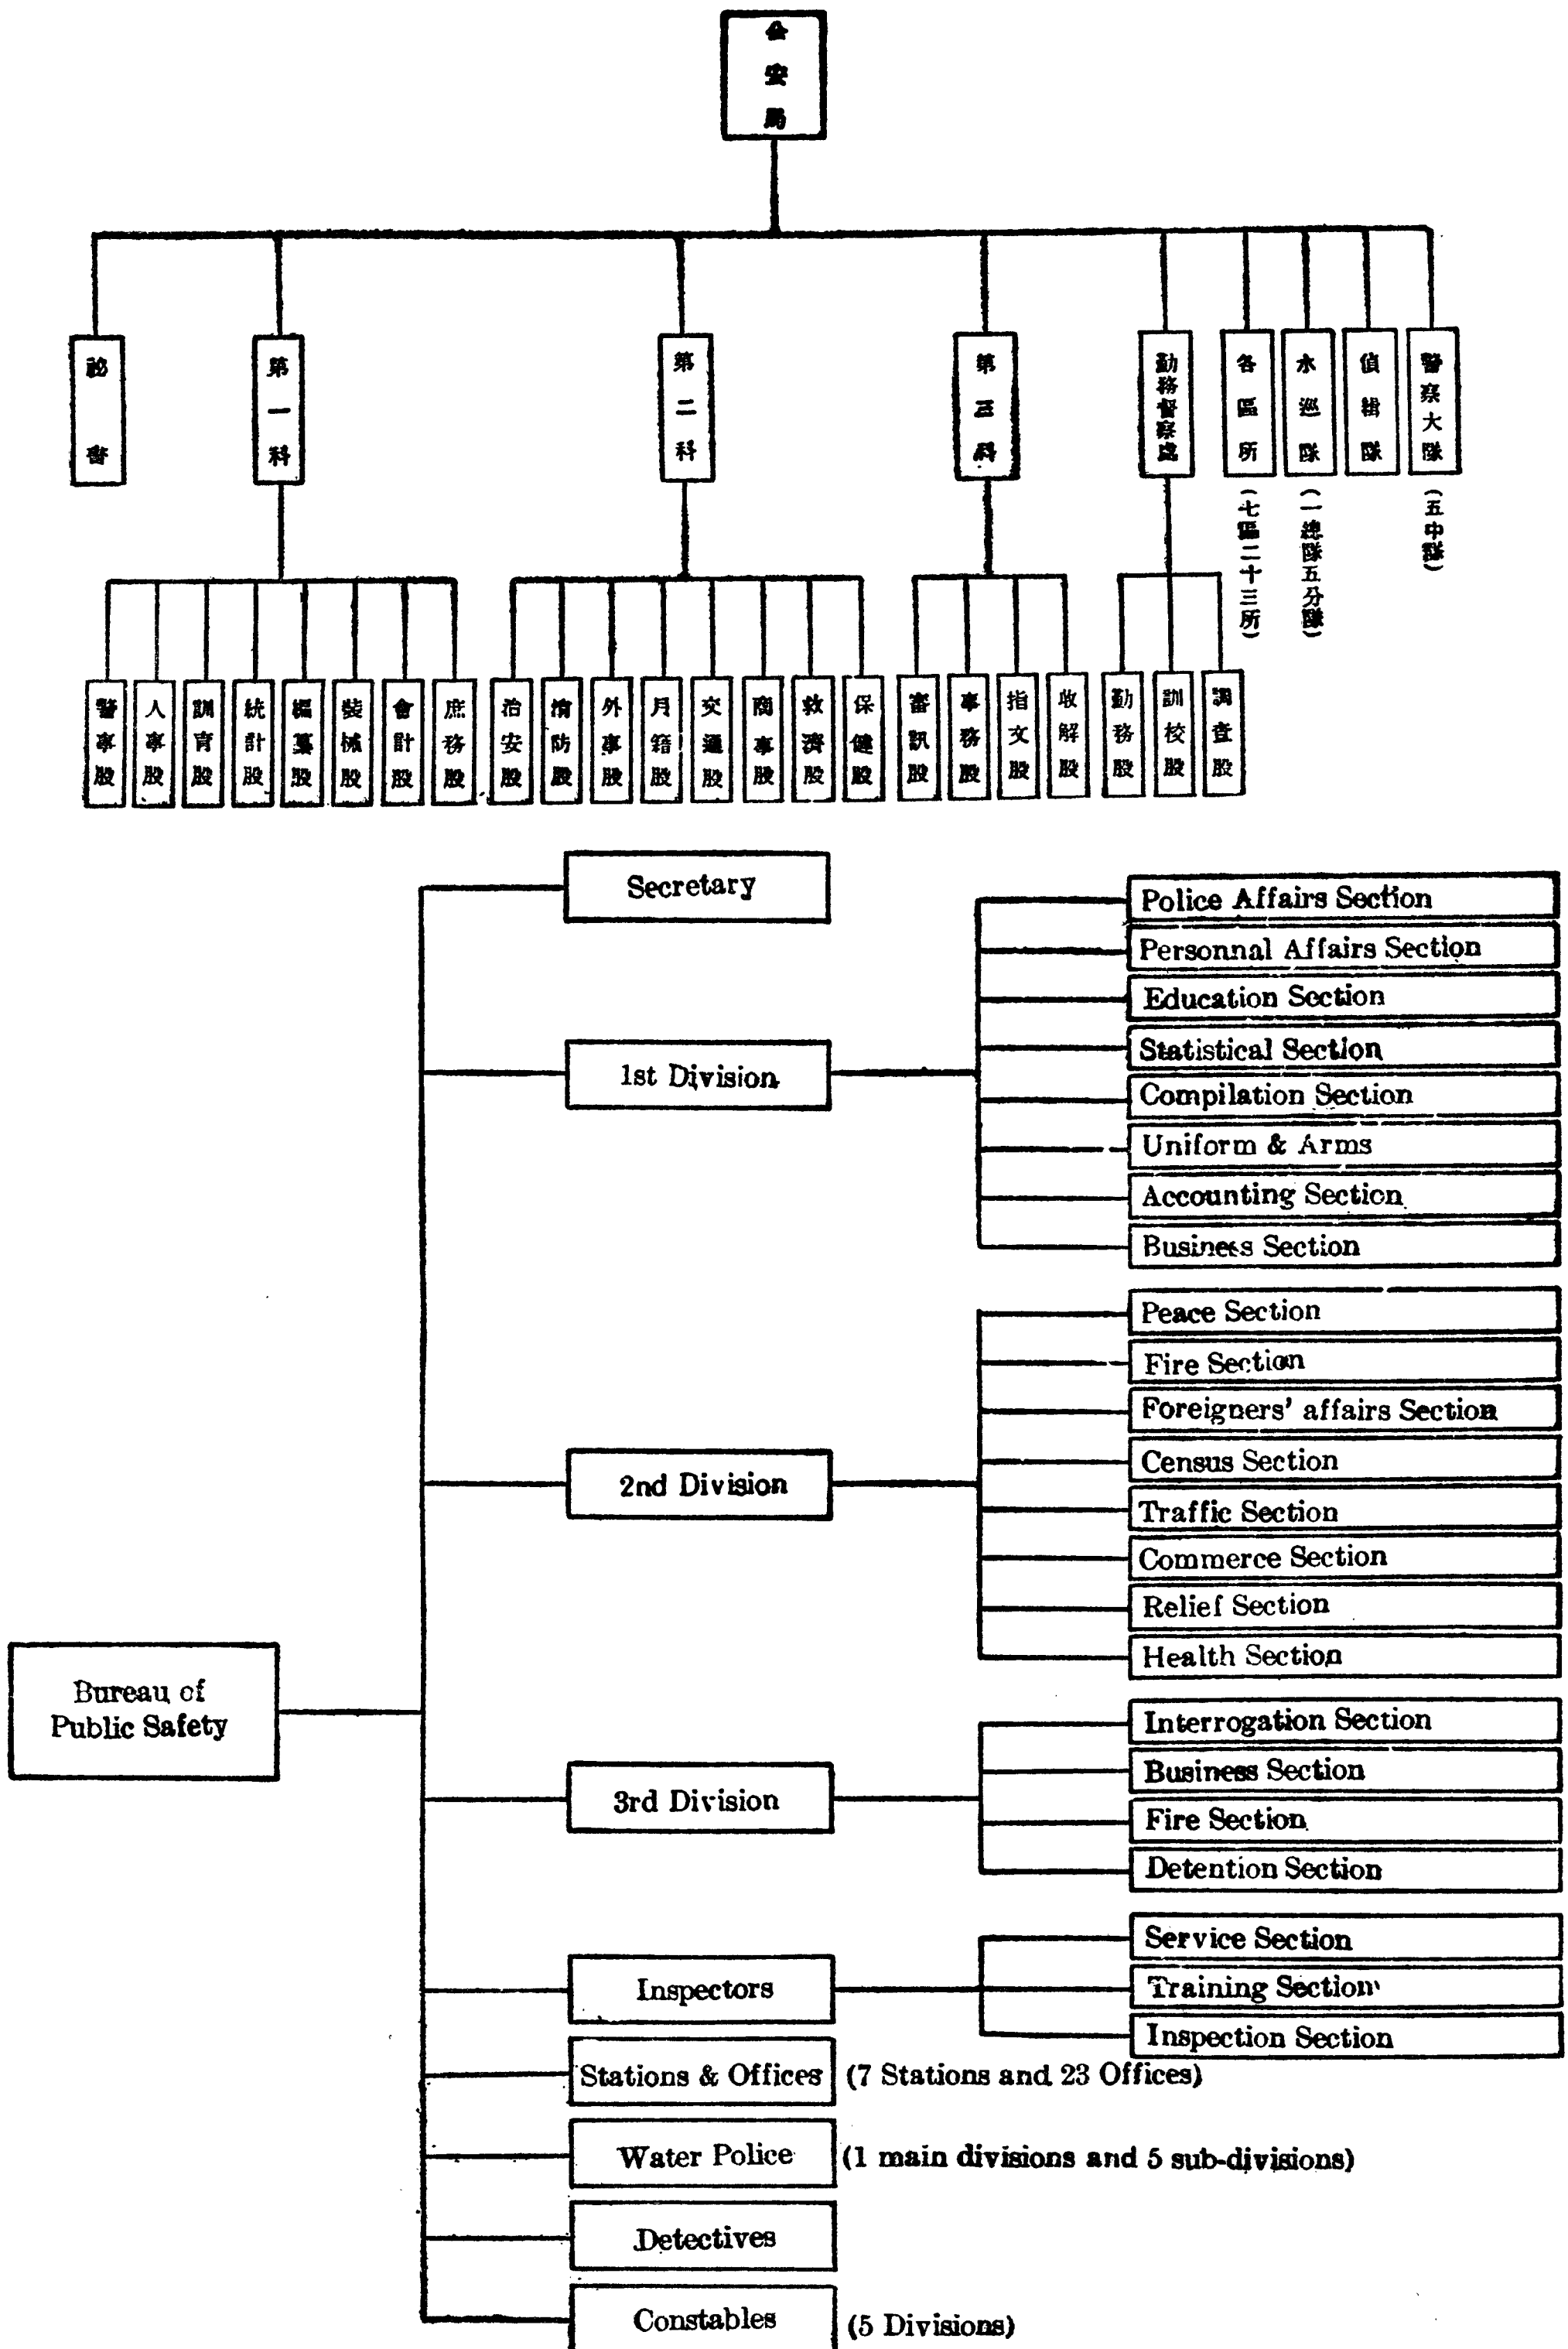 公安局
祕書
第一科
第二科
第三科
勤務督察處
各區所
(七區二十三所)
水巡隊
(一總隊五分隊)
偵緝隊
警察大隊
(五中隊)
警事股
人事股
訓育股
統計股
編纂股
裝械股
會計股
庶務股
治安股
消防股
外事股
月籍股
交通股
商事股
救濟股
保健股
審訊股
事務股
指文股
收解股
勤務股
訓校股
調查股
Secretary
Police Affairs Section
Personnal Affairs Section
Education Section
Statistical Section
1st Division
Compilation Section
Uniform & Arms
Accounting Section
Business Section
Peace Section
Fire Section
Foreigners' affairs Section
Census Section
2nd Division
Traffic Section
Commerce Section
Relief Section
Health Section
Bureau of
Public Safety
Interrogation Section
Business Section
3rd Division
Fire Section
Detention Section
Service Section
Inspectors
Training Section
Inspection Section
Stations & Offices (7 Stations and 23 Offices)
Water Police (1 main divisions and 5 sub-divisions)
Detectives
Constables (5 Divisions)